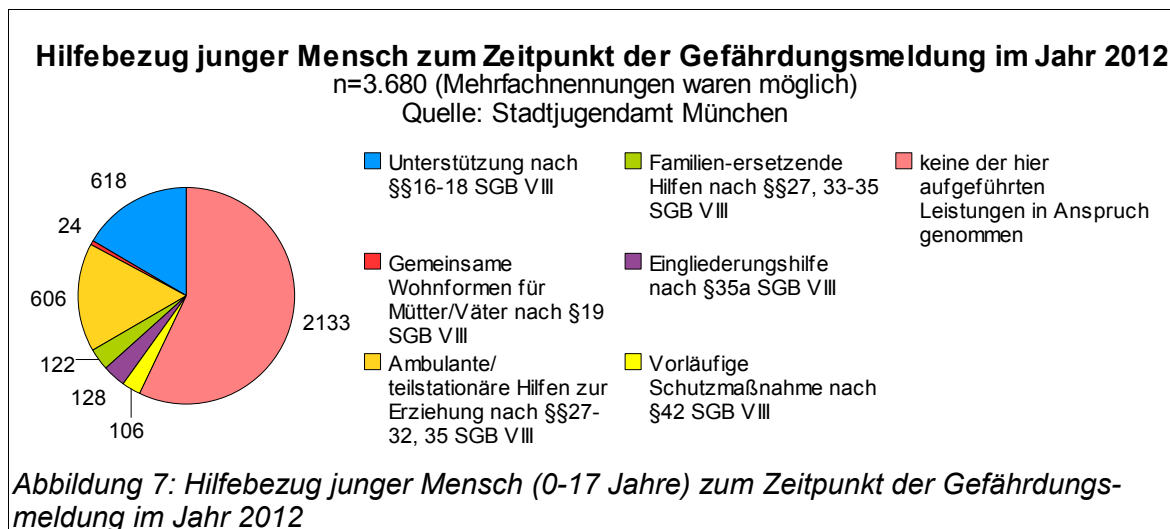 Hilfebezug junger Mensch zum Zeitpunkt der Gefährdungsmeldung im Jahr 2012
n=3.680 (Mehrfachnennungen waren möglich)
Quelle: Stadtjugendamt München
618
24
606
122
128
106
2133
Unterstützung nach
§§16-18 SGB VIII
Gemeinsame
Wohnformen für
Mütter/Väter nach §19
SGB VIII
Ambulante/
teilstationäre Hilfen zur
Erziehung nach §§27-
32, 35 SGB VIII
Familien-ersetzende
Hilfen nach §§27, 33-35
SGB VIII
Eingliederungshilfe
nach §35a SGB VIII
Vorläufige
Schutzmaßnahme nach
§42 SGB VIII
keine der hier
aufgeführten
Leistungen in Anspruch
genommen
Abbildung 7: Hilfebezug junger Mensch (0-17 Jahre) zum Zeitpunkt der Gefährdungs-
meldung im Jahr 2012